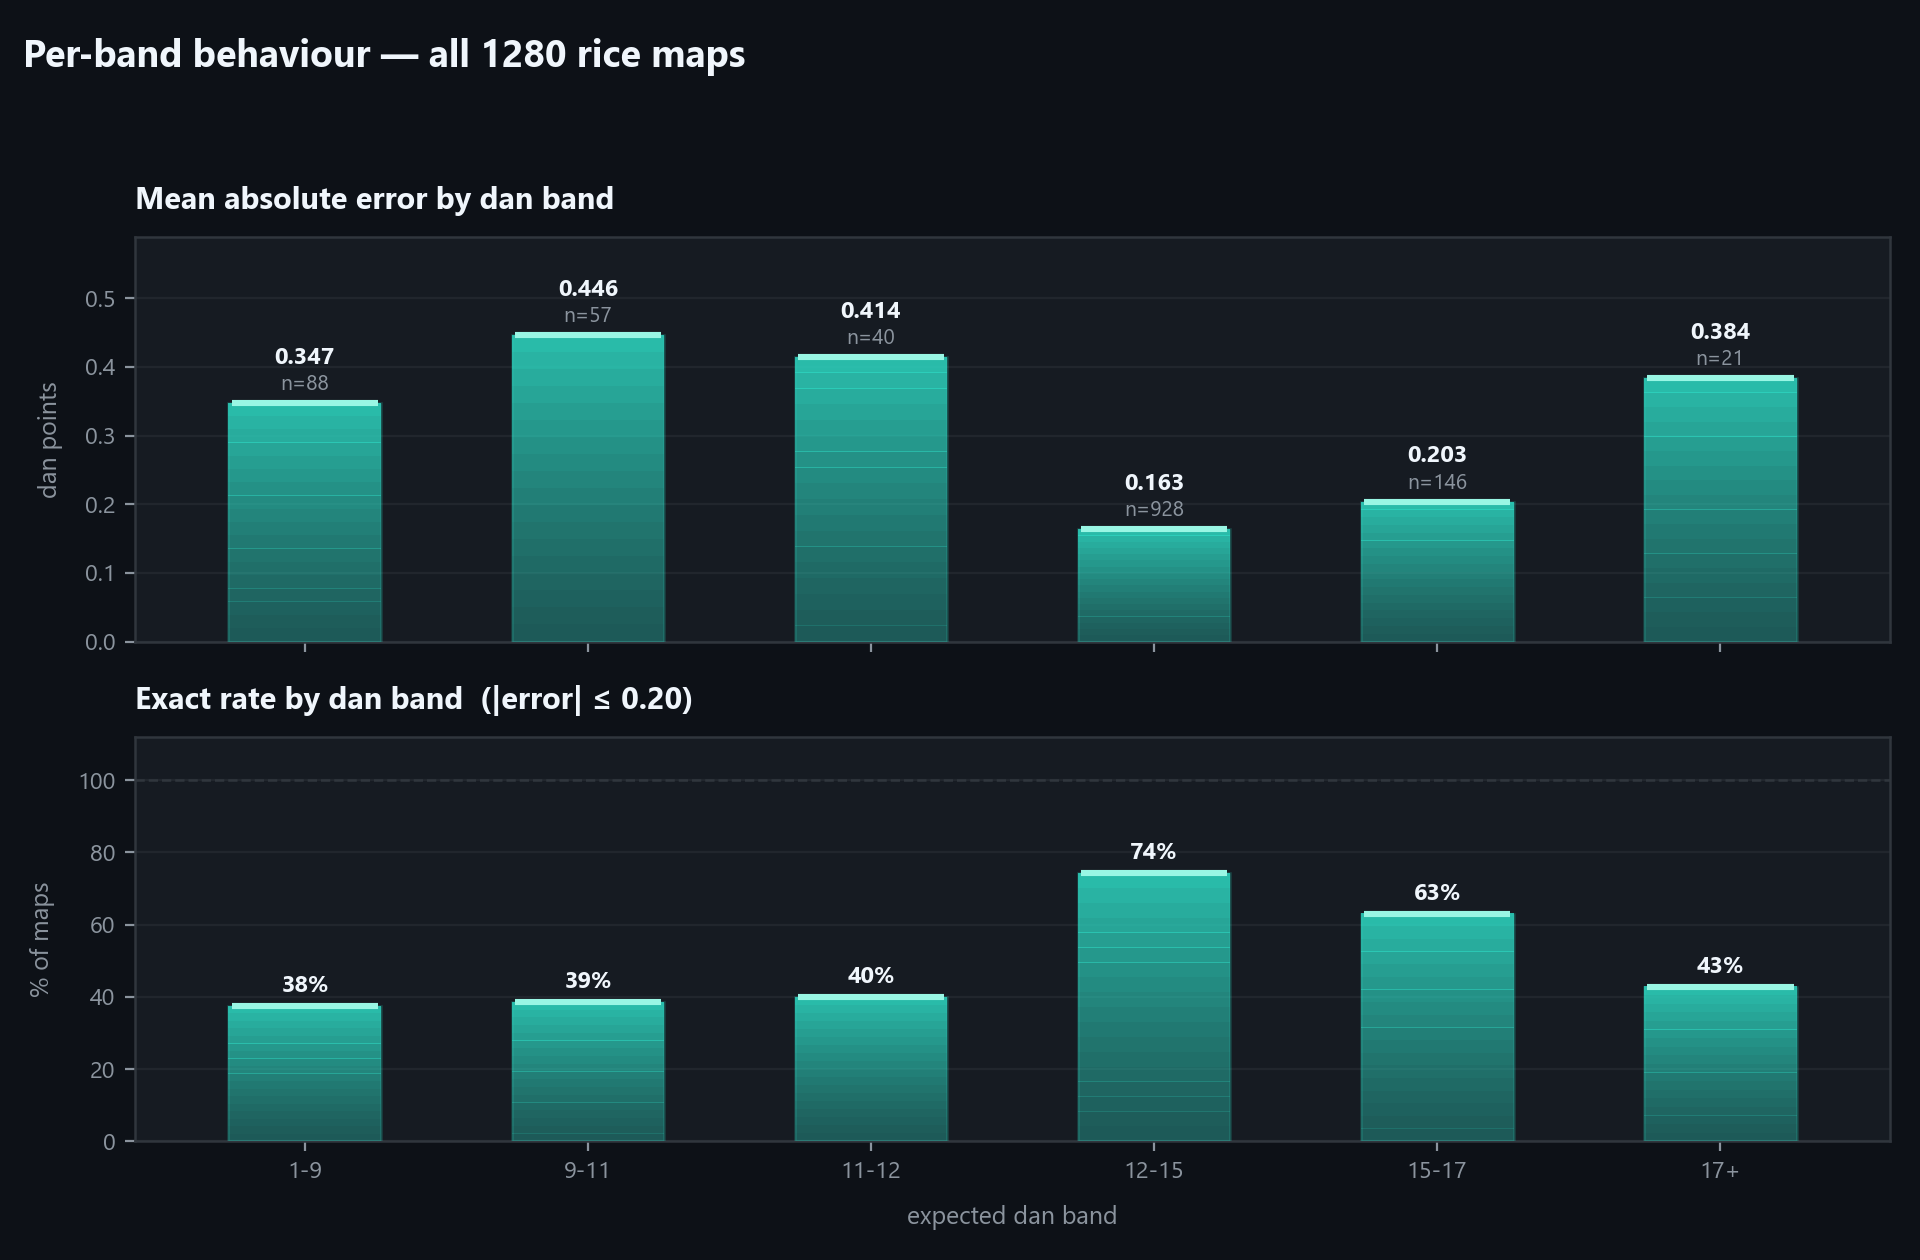 Per-band behaviour — all 1280 rice maps
Mean absolute error by dan band
dan points
0.5
0.4
0.3
0.2
0.1
0.0
0.347
n=88
0.446
n=57
0.414
n=40
0.163
n=928
0.203
n=146
0.384
n=21
Exact rate by dan band (|error| ≤ 0.20)
% of maps
100
80
60
40
20
0
38%
39%
40%
74%
63%
43%
1-9
9-11
11-12
12-15
15-17
17+
expected dan band